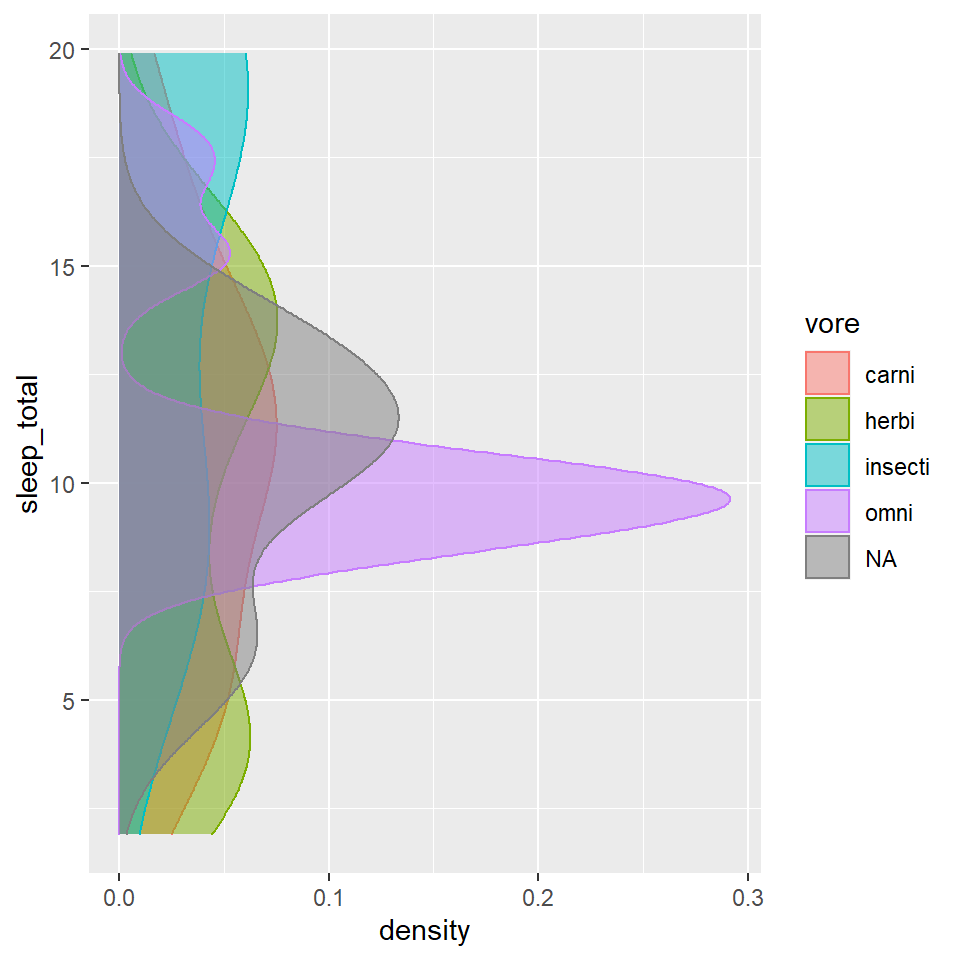 20
15
10
5
sleep_total
0.0
0.1
0.2
0.3
density
vore
carni
herbi
insecti
omni
NA